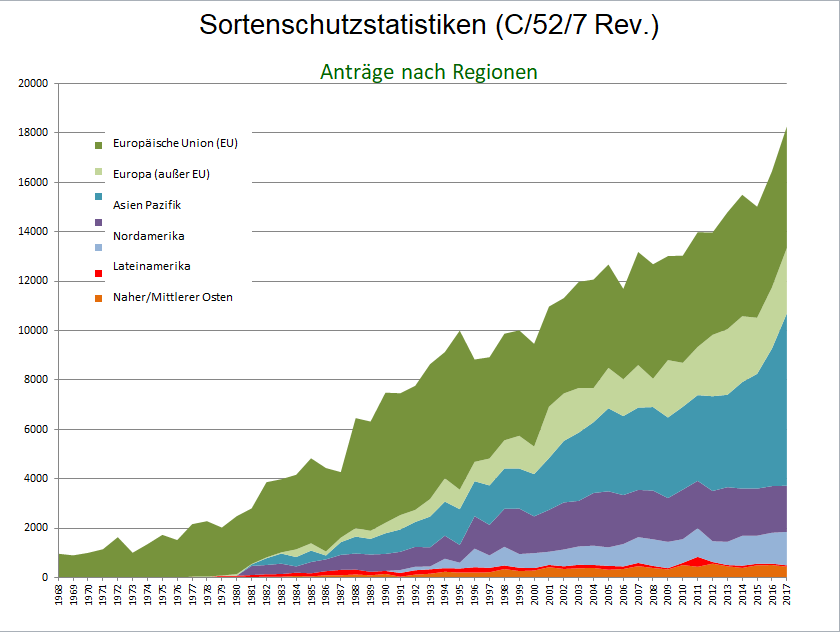 Sortenschutzstatistiken (C/52/7 Rev.)
Anträge nach Regionen
20000
18000
16000
14000
12000
10000
8000
6000
4000
2000
0
Europäische Union (EU)
Europa (außer EU)
Asien Pazifik
Nordamerika
Lateinamerika
Naher/Mittlerer Osten
1968 1969 1970 1971 1972 1973 1974 1975 1976 1977 1978 1979 1980 1981 1982 1983 1984 1985 1986 1987 1988 1989 1990 1991 1992 1993 1994 1995 1996 1997 1998 1999 2000 2001 2002 2003 2004 2005 2006 2007 2008 2009 2010 2011 2012 2013 2014 2015 2016 2017